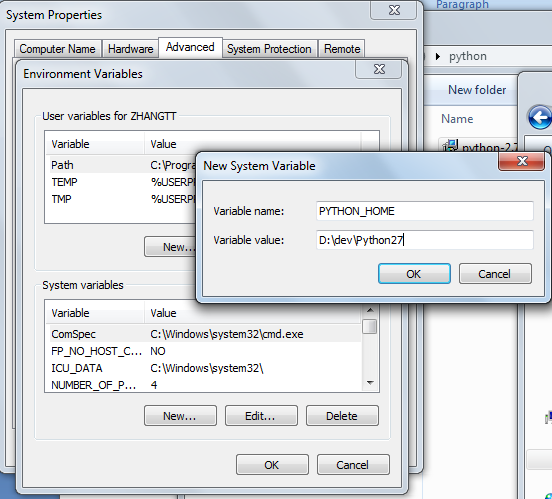 Paragraph
System Properties
Computer Name Hardware Advanced System Protection Remote
python
Environment Variables
New folder
Name
User variables for ZHANGTT
Variable Value
Path C:\Progra
TEMP %USERP
TMP %USERP
New...
python-2.7
New System Variable
Variable name: PYTHON_HOME
Variable value: D:\dev\Python27
OK Cancel
System variables
Variable Value
ComSpec C:\Windows\system32\cmd.exe
FP_NO_HOST_C... NO
ICU_DATA C:\Windows\system32\
NUMBER_OF_P... 4
New... Edit... Delete
OK Cancel